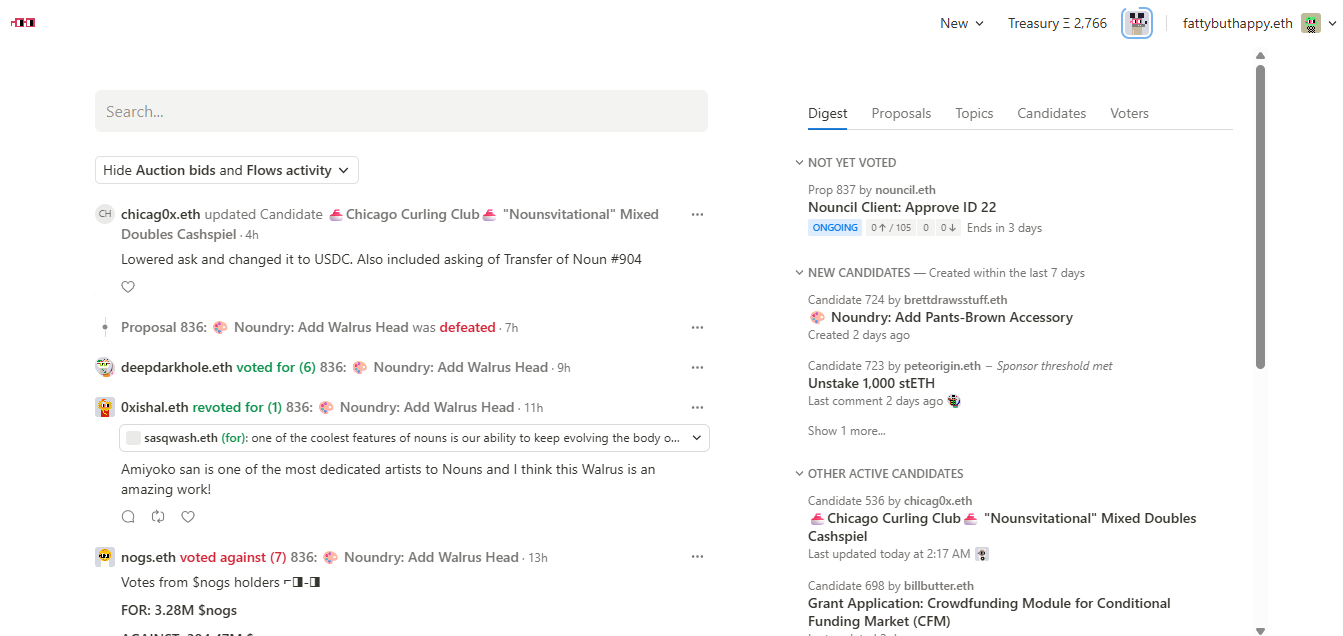 New
Treasury Ξ 2,766
fattybuthappy.eth
Search...
Hide Auction bids and Flows activity
CH
chicag0x.eth updated Candidate Chicago Curling Club "Nounsvitational" Mixed
Doubles Cashspiel · 4h
Lowered ask and changed it to USDC. Also included asking of Transfer of Noun #904
Proposal 836: Noundry: Add Walrus Head was defeated · 7h
deepdarkhole.eth voted for (6) 836: Noundry: Add Walrus Head · 9h
0xishal.eth revoted for (1) 836: Noundry: Add Walrus Head · 11h
sasqwash.eth (for): one of the coolest features of nouns is our ability to keep evolving the body o...
Amiyoko san is one of the most dedicated artists to Nouns and I think this Walrus is an
amazing work!
nogs.eth voted against (7) 836: Noundry: Add Walrus Head · 13h
Votes from $nogs holders ⌐◨-◨
FOR: 3.28M $nogs
Digest Proposals Topics Candidates Voters
NOT YET VOTED
Prop 837 by nouncil.eth
Nouncil Client: Approve ID 22
ONGOING 0↑ / 105 0 0↓ Ends in 3 days
NEW CANDIDATES — Created within the last 7 days
Candidate 724 by brettdrawsstuff.eth
Noundry: Add Pants-Brown Accessory
Created 2 days ago
Candidate 723 by peteorigin.eth – Sponsor threshold met
Unstake 1,000 stETH
Last comment 2 days ago
Show 1 more...
OTHER ACTIVE CANDIDATES
Candidate 536 by chicag0x.eth
Chicago Curling Club "Nounsvitational" Mixed Doubles
Cashspiel
Last updated today at 2:17 AM
Candidate 698 by billbutter.eth
Grant Application: Crowdfunding Module for Conditional
Funding Market (CFM)